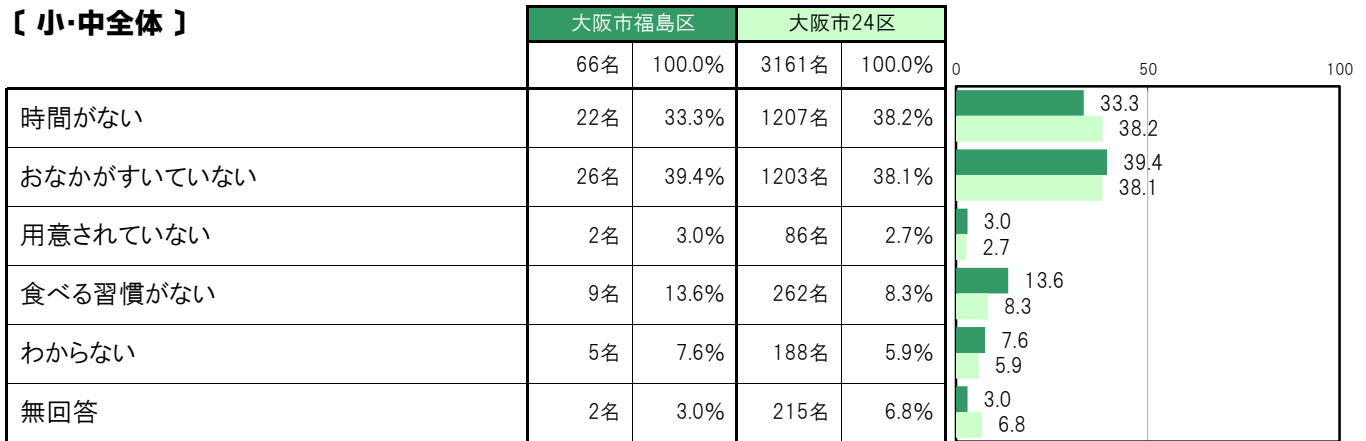 〔 小・中全体 〕
大阪市福島区 大阪市24区
66名 100.0% 3161名 100.0%
0 50 100
時間がない 22名 33.3% 1207名 38.2% 33.3
38.2
おなかがすいていない 26名 39.4% 1203名 38.1% 39.4
38.1
用意されていない 2名 3.0% 86名 2.7% 3.0
2.7
食べる習慣がない 9名 13.6% 262名 8.3% 13.6
8.3
わからない 5名 7.6% 188名 5.9% 7.6
5.9
無回答 2名 3.0% 215名 6.8% 3.0
6.8